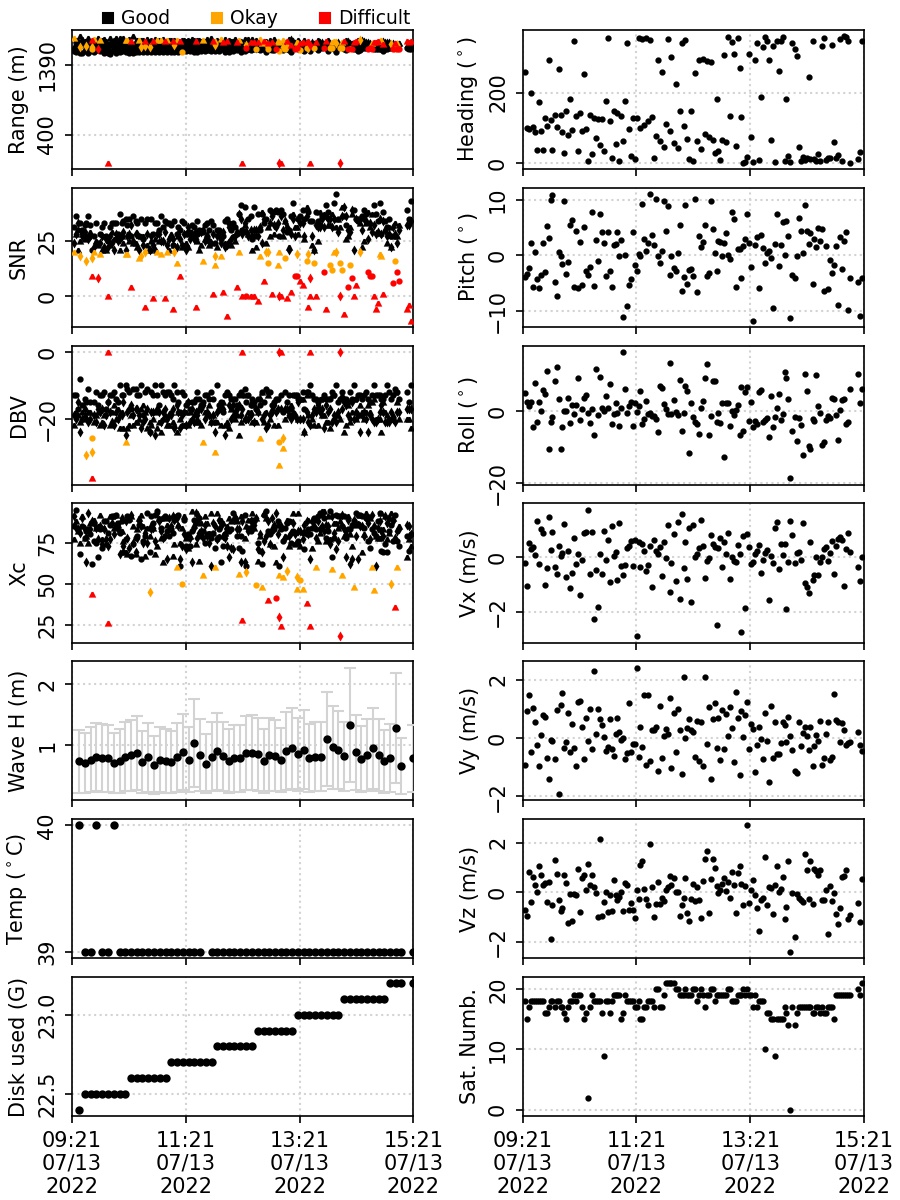 Good Okay Difficult
Range (m)
1390
400
Heading (°)
200
0
SNR
25
0
Pitch (°)
10
0
−10
DBV
0
−20
Roll (°)
0
−20
Xc
75
50
25
Vx (m/s)
0
−2
Wave H (m)
2
1
Vy (m/s)
2
0
−2
Temp (°C)
40
39
Vz (m/s)
2
0
−2
Disk used (G)
23.0
22.5
Sat. Numb.
20
10
0
09:21 11:21 13:21 15:21
07/13 07/13 07/13 07/13
2022 2022 2022 2022
09:21 11:21 13:21 15:21
07/13 07/13 07/13 07/13
2022 2022 2022 2022